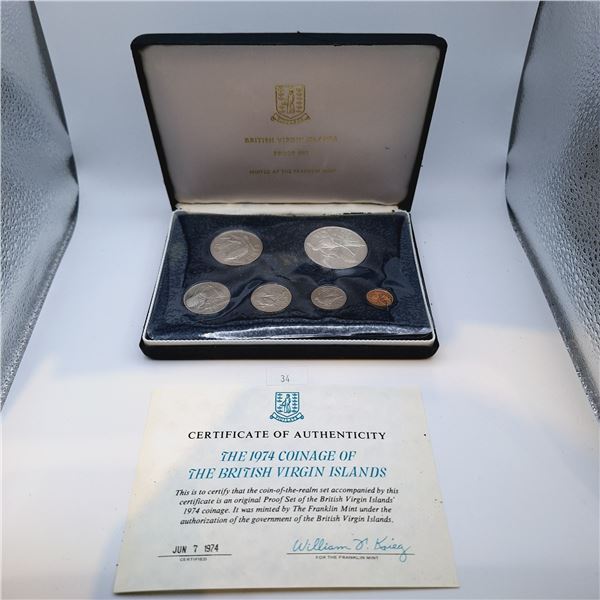 BRITISH VIRGIN ISLANDS
PROOF SET
MINTED AT THE FRANKLIN MINT
34
CERTIFICATE OF AUTHENTICITY
THE 1974 COINAGE OF
THE BRITISH VIRGIN ISLANDS
This is to certify that the coin-of-the-realm set accompanied by this
certificate is an original Proof Set of the British Virgin Islands'
1974 coinage. It was minted by The Franklin Mint under the
authorization of the government of the British Virgin Islands.
JUN 7 1974
CERTIFIED
William T. Krieg
FOR THE FRANKLIN MINT